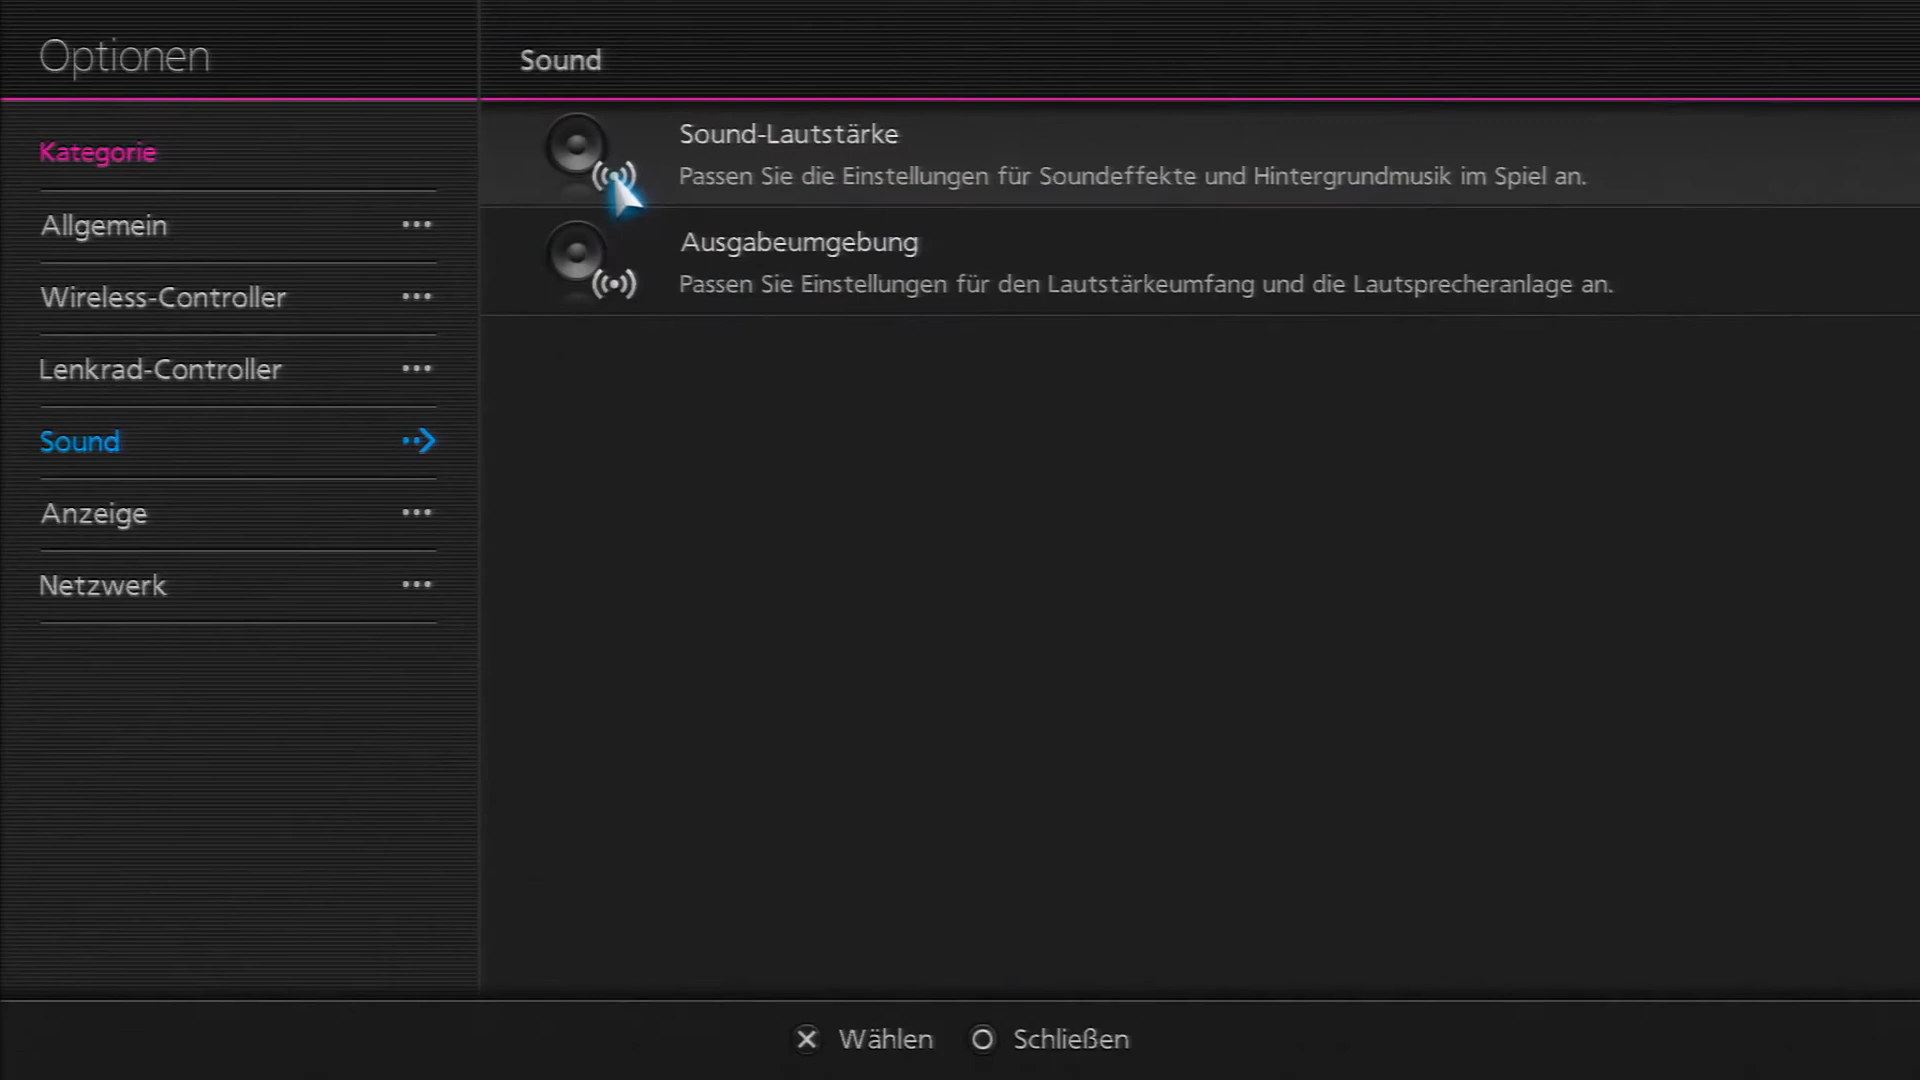 Optionen
Kategorie
Allgemein
Wireless-Controller
Lenkrad-Controller
Sound
Anzeige
Netzwerk
Sound
Sound-Lautstärke
Passen Sie die Einstellungen für Soundeffekte und Hintergrundmusik im Spiel an.
Ausgabeumgebung
Passen Sie Einstellungen für den Lautstärkeumfang und die Lautsprecheranlage an.
Wählen
Schließen